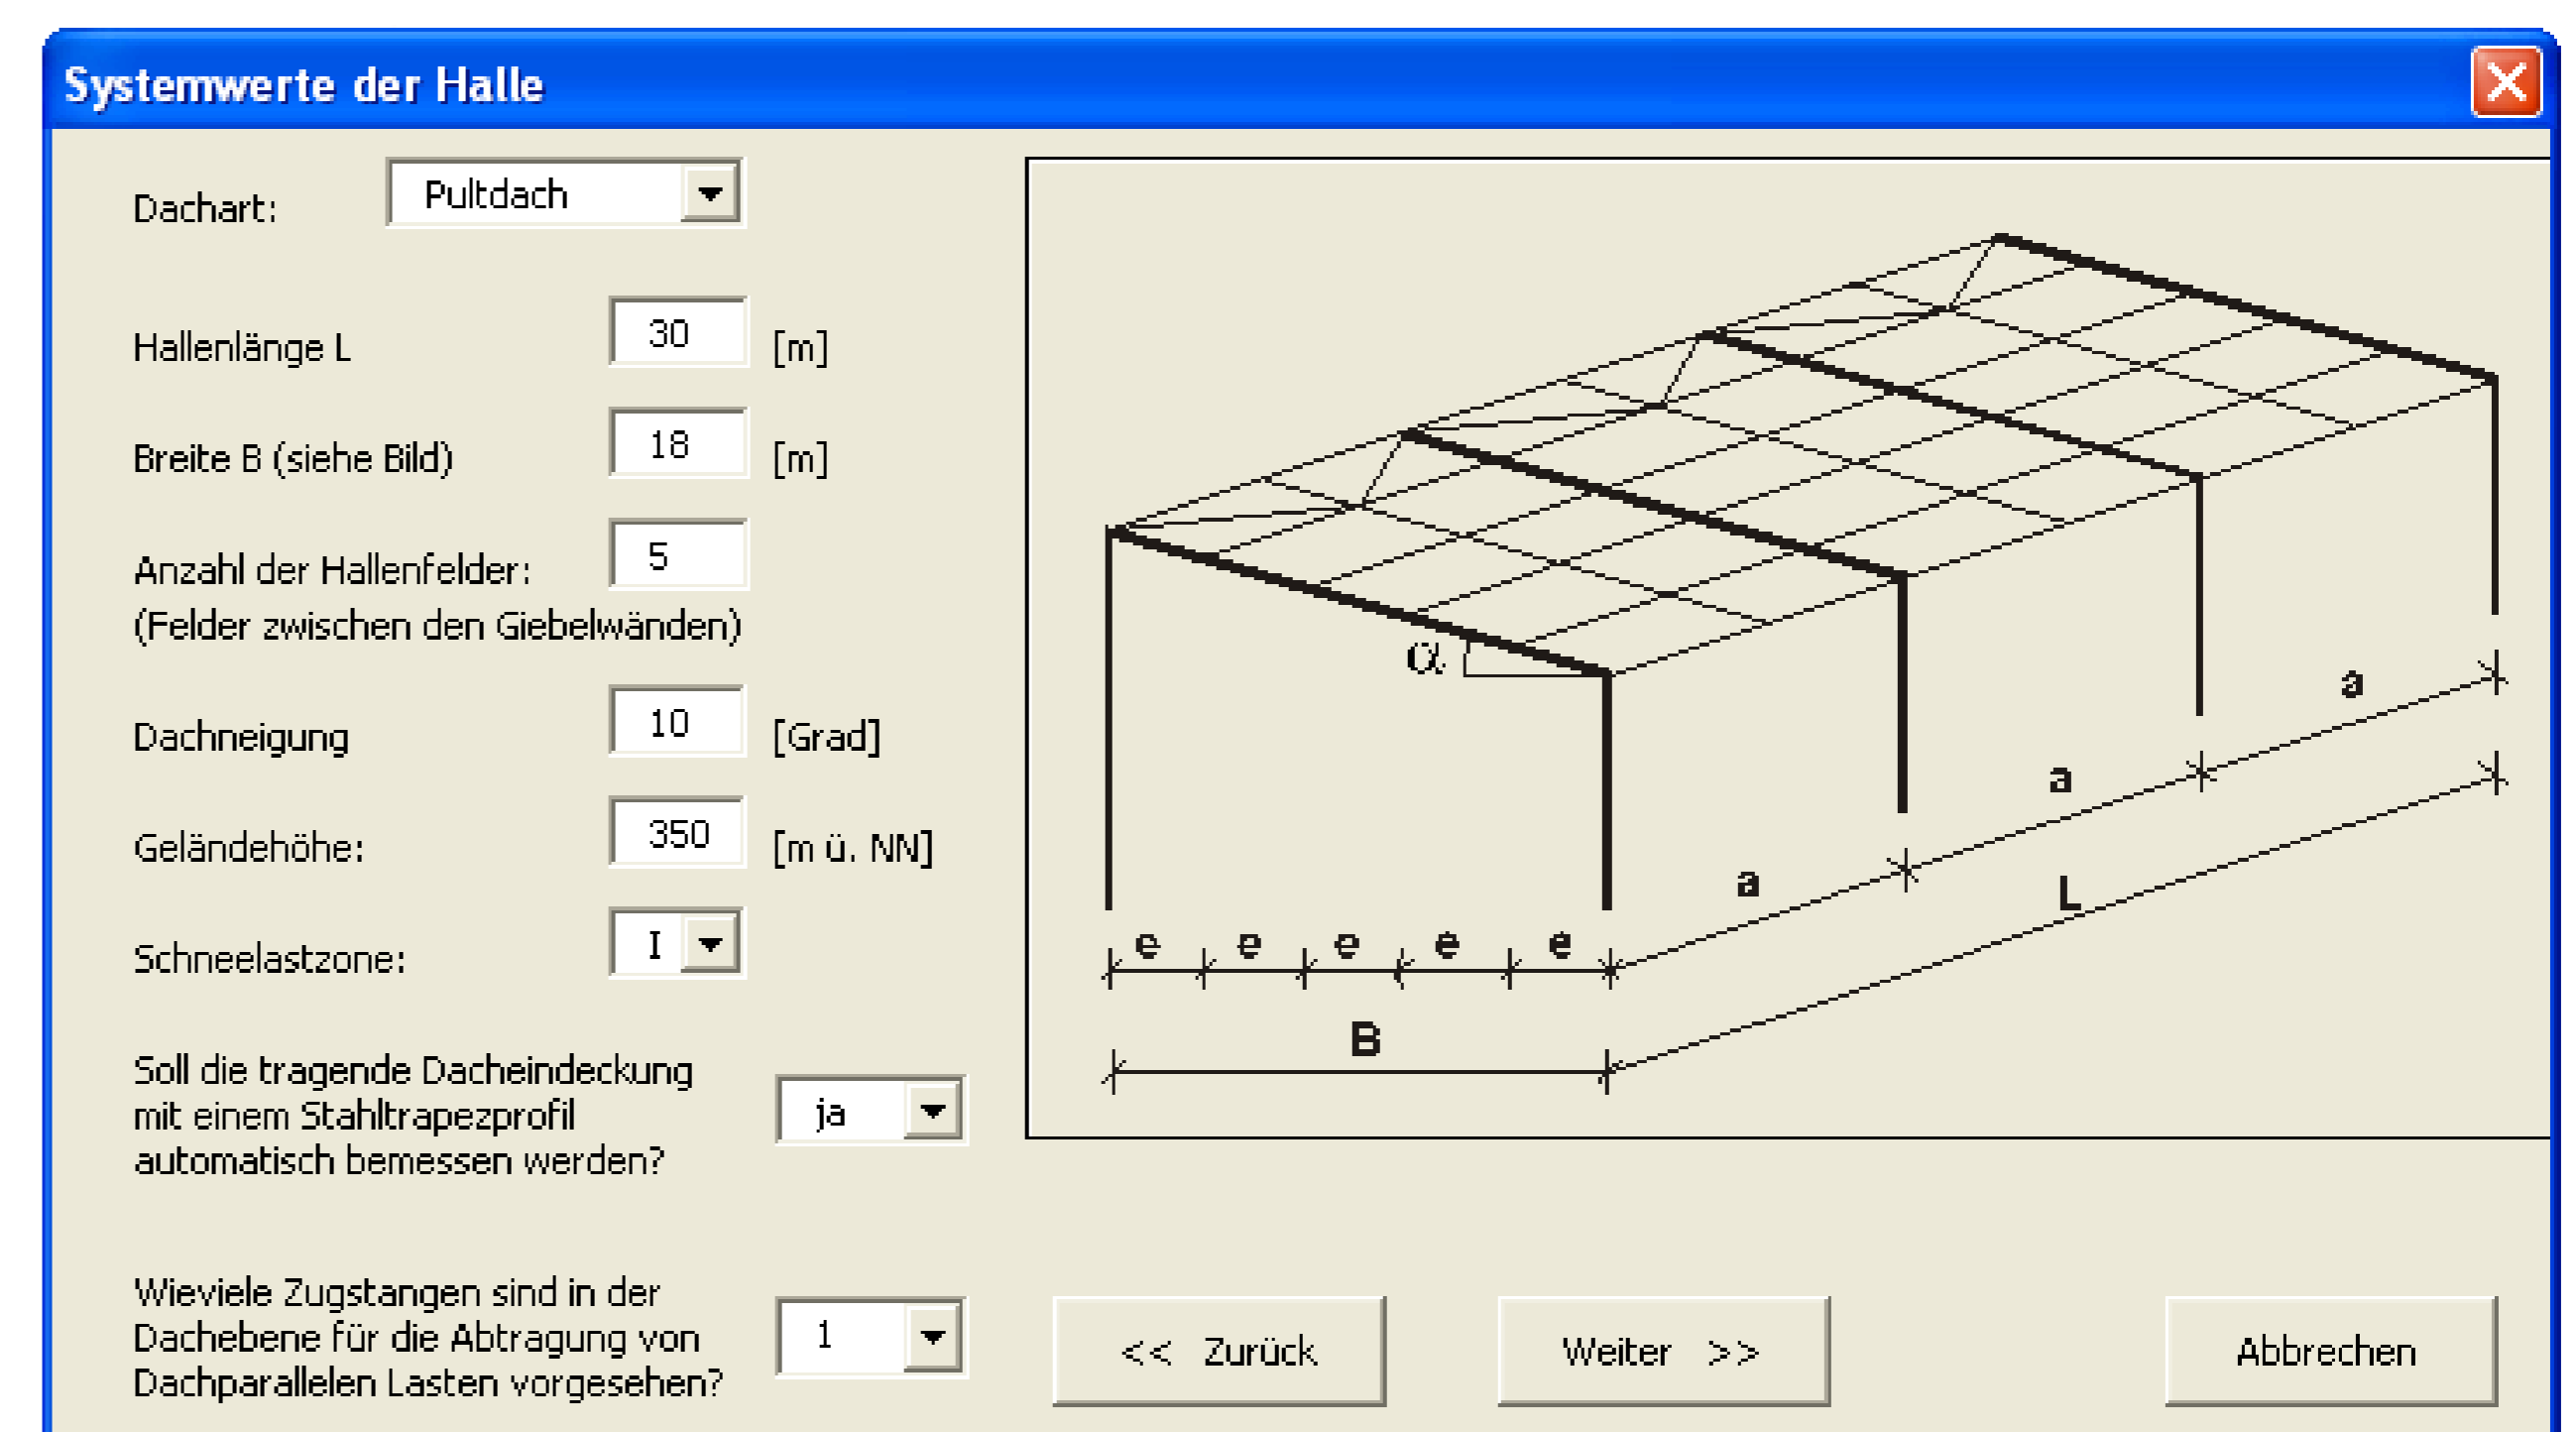 Systemwerte der Halle
Dachart: Pultdach
Hallenlänge L 30 [m]
Breite B (siehe Bild) 18 [m]
Anzahl der Hallenfelder: 5
(Felder zwischen den Giebelwänden)
Dachneigung 10 [Grad]
Geländehöhe: 350 [m ü. NN]
Schneelastzone: I
Soll die tragende Dacheindeckung
mit einem Stahltrapezprofil ja
automatisch bemessen werden?
Wieviele Zugstangen sind in der
Dachebene für die Abtragung von 1
Dachparallelen Lasten vorgesehen?
α
a
a
a
L
e e e e e
B
<< Zurück Weiter >> Abbrechen